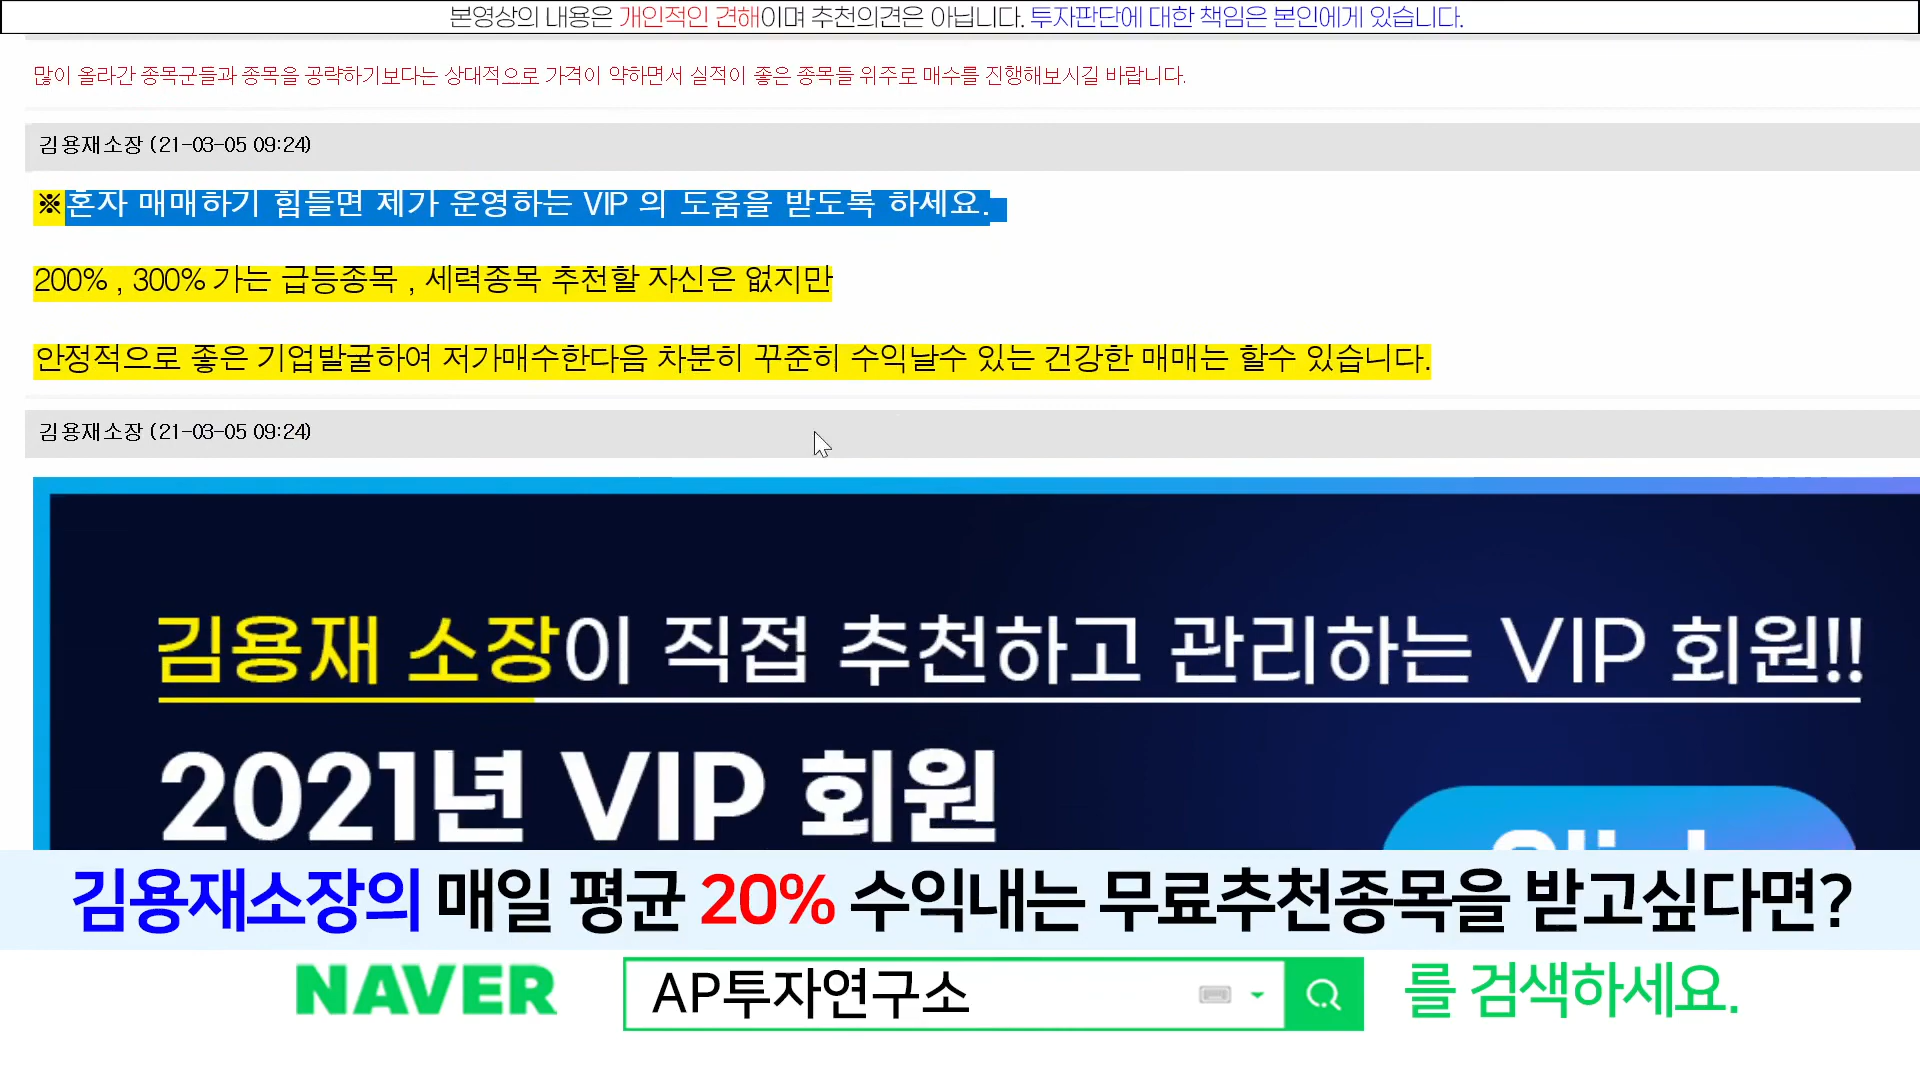 본영상의 내용은 개인적인 견해이며 추천의견은 아닙니다. 투자판단에 대한 책임은 본인에게 있습니다.
많이 올라간 종목군들과 종목을 공략하기보다는 상대적으로 가격이 약하면서 실적이 좋은 종목들 위주로 매수를 진행해보시길 바랍니다.
김용재소장 (21-03-05 09:24)
※혼자 매매하기 힘들면 제가 운영하는 VIP 의 도움을 받도록 하세요.
200% , 300% 가는 급등종목 , 세력종목 추천할 자신은 없지만
안정적으로 좋은 기업발굴하여 저가매수한다음 차분히 꾸준히 수익날수 있는 건강한 매매는 할수 있습니다.
김용재소장 (21-03-05 09:24)
김용재 소장이 직접 추천하고 관리하는 VIP 회원!!
2021년 VIP 회원
김용재소장의 매일 평균 20% 수익내는 무료추천종목을 받고싶다면?
NAVER AP투자연구소 를 검색하세요.